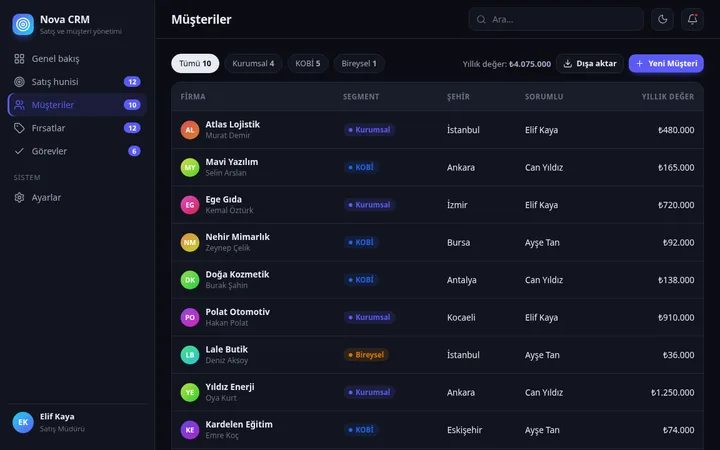 Nova CRM
Satış ve müşteri yönetimi
Genel bakış
Satış hunisi 12
Müşteriler 10
Fırsatlar 12
Görevler 6
SİSTEM
Ayarlar
EK Elif Kaya
Satış Müdürü
Müşteriler
Ara...
Tümü 10 Kurumsal 4 KOBİ 5 Bireysel 1
Yıllık değer: ₺4.075.000 Dışa aktar + Yeni Müşteri
FİRMA SEGMENT ŞEHİR SORUMLU YILLIK DEĞER
AL Atlas Lojistik Kurumsal İstanbul Elif Kaya ₺480.000
Murat Demir
MY Mavi Yazılım KOBİ Ankara Can Yıldız ₺165.000
Selin Arslan
EG Ege Gıda Kurumsal İzmir Elif Kaya ₺720.000
Kemal Öztürk
NM Nehir Mimarlık KOBİ Bursa Ayşe Tan ₺92.000
Zeynep Çelik
DK Doğa Kozmetik KOBİ Antalya Can Yıldız ₺138.000
Burak Şahin
PO Polat Otomotiv Kurumsal Kocaeli Elif Kaya ₺910.000
Hakan Polat
LB Lale Butik Bireysel İstanbul Ayşe Tan ₺36.000
Deniz Aksoy
YE Yıldız Enerji Kurumsal Ankara Can Yıldız ₺1.250.000
Oya Kurt
KE Kardelen Eğitim KOBİ Eskişehir Ayşe Tan ₺74.000
Emre Koç